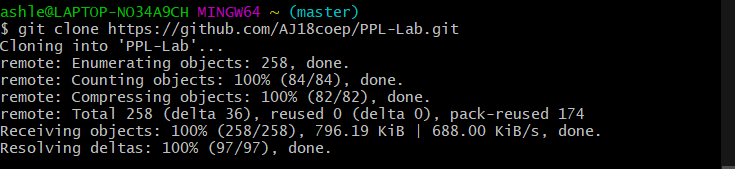 ashle@LAPTOP-NO34A9CH MINGW64 ~ (master)
$ git clone https://github.com/AJ18coep/PPL-Lab.git
Cloning into 'PPL-Lab'...
remote: Enumerating objects: 258, done.
remote: Counting objects: 100% (84/84), done.
remote: Compressing objects: 100% (82/82), done.
remote: Total 258 (delta 36), reused 0 (delta 0), pack-reused 174
Receiving objects: 100% (258/258), 796.19 KiB | 688.00 KiB/s, done.
Resolving deltas: 100% (97/97), done.